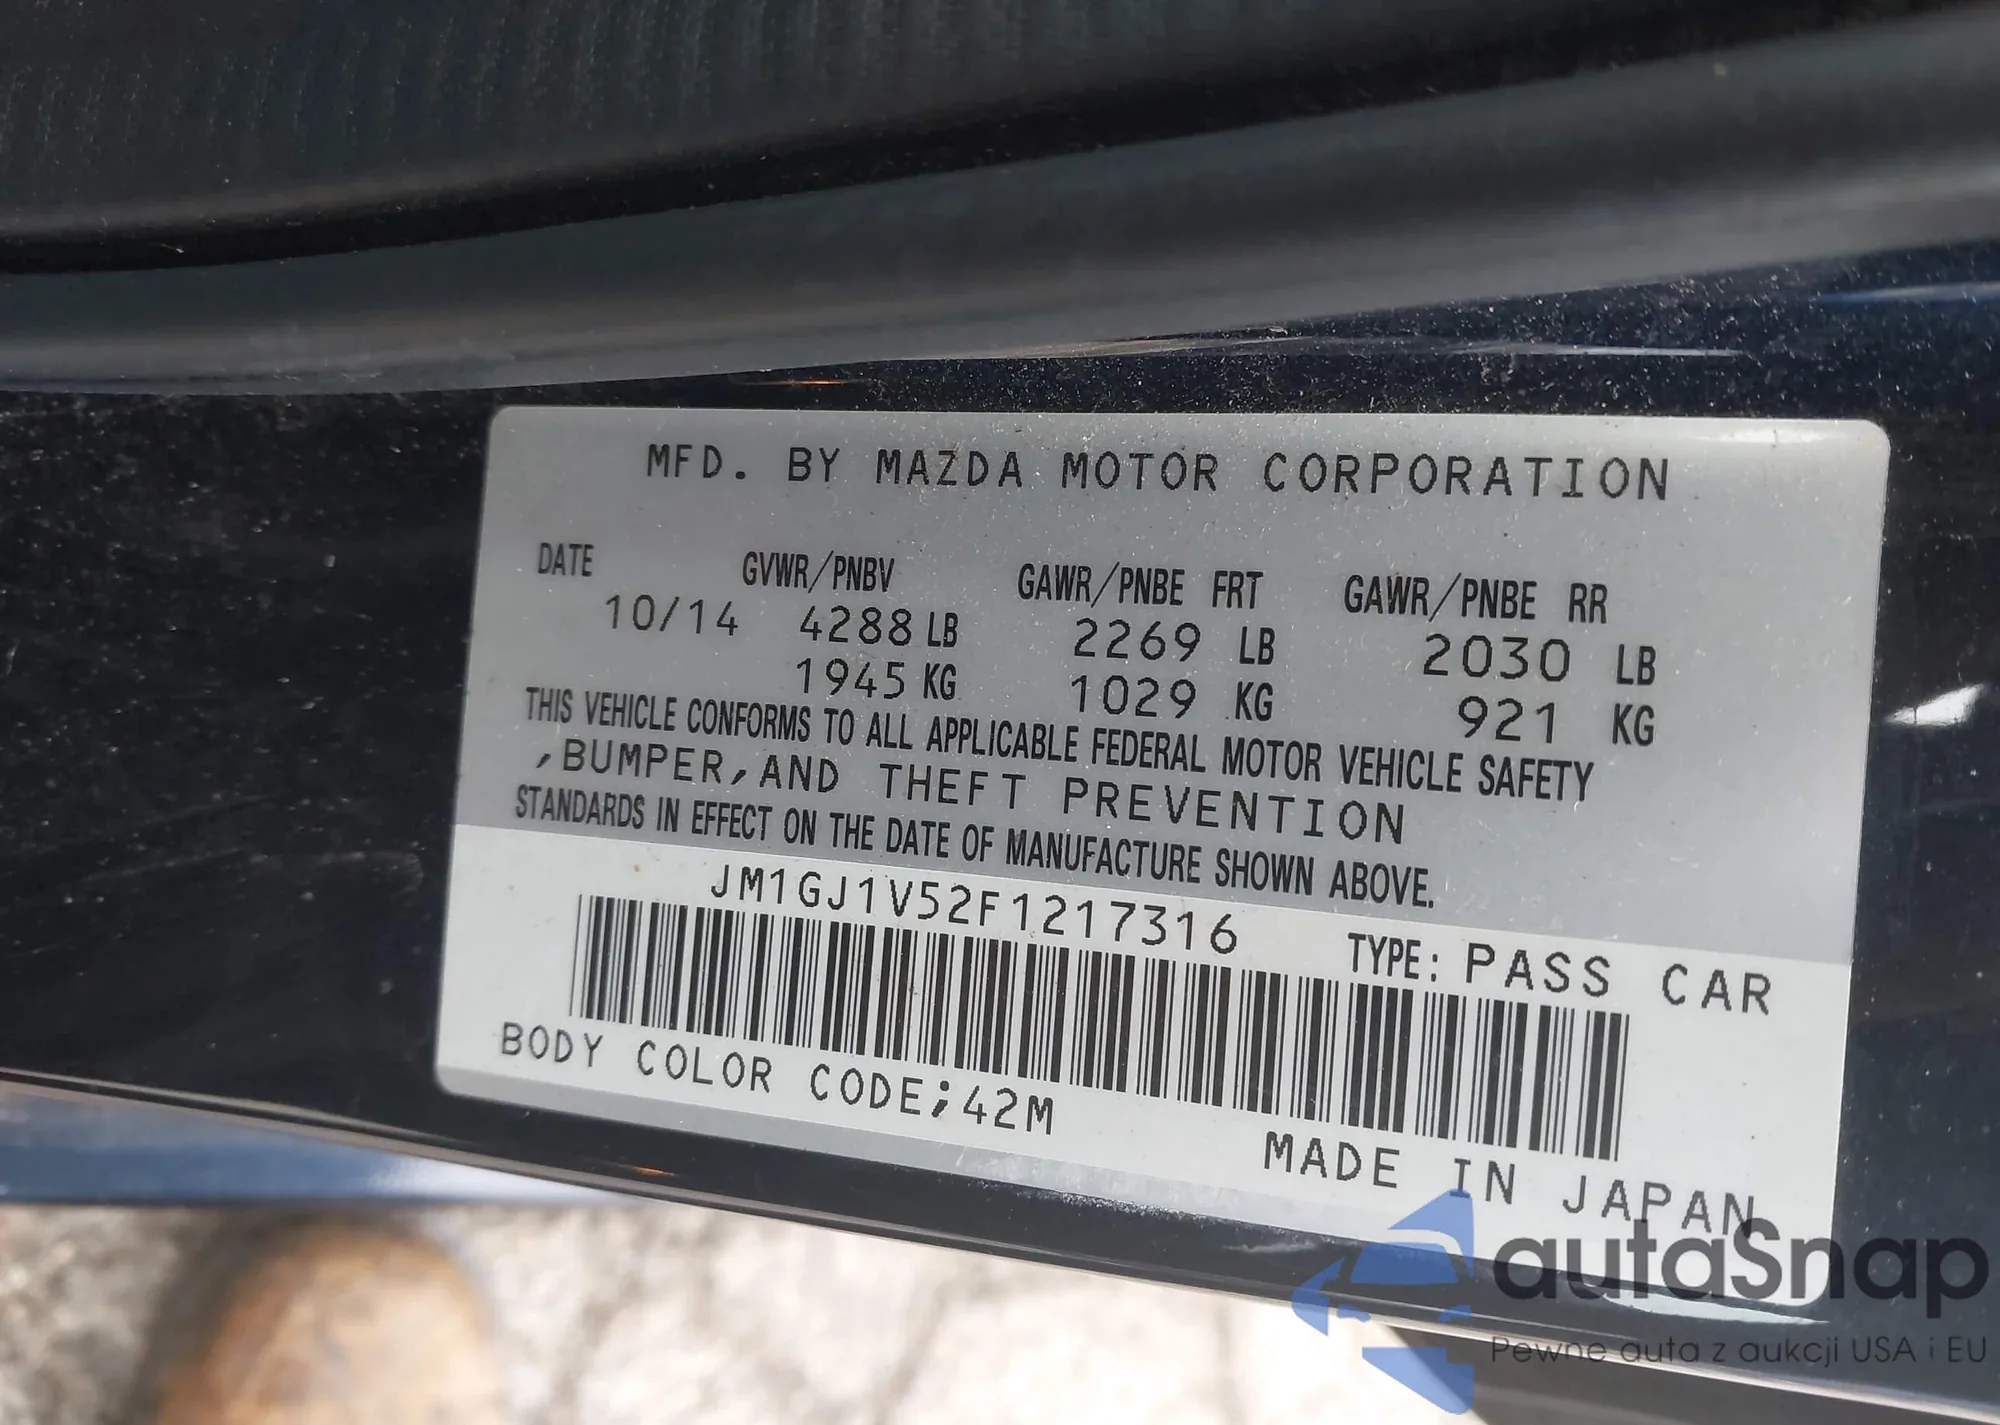 MFD. BY MAZDA MOTOR CORPORATION
DATE GVWR/PNBV GAWR/PNBE FRT GAWR/PNBE RR
10/14 4288 LB 2269 LB 2030 LB
1945 KG 1029 KG 921 KG
THIS VEHICLE CONFORMS TO ALL APPLICABLE FEDERAL MOTOR VEHICLE SAFETY
,BUMPER,AND THEFT PREVENTION
STANDARDS IN EFFECT ON THE DATE OF MANUFACTURE SHOWN ABOVE.
JM1GJ1V52F1217316 TYPE: PASS CAR
BODY COLOR CODE;42M
MADE IN JAPAN
autaSnap
Pewne auta z aukcji USA i EU